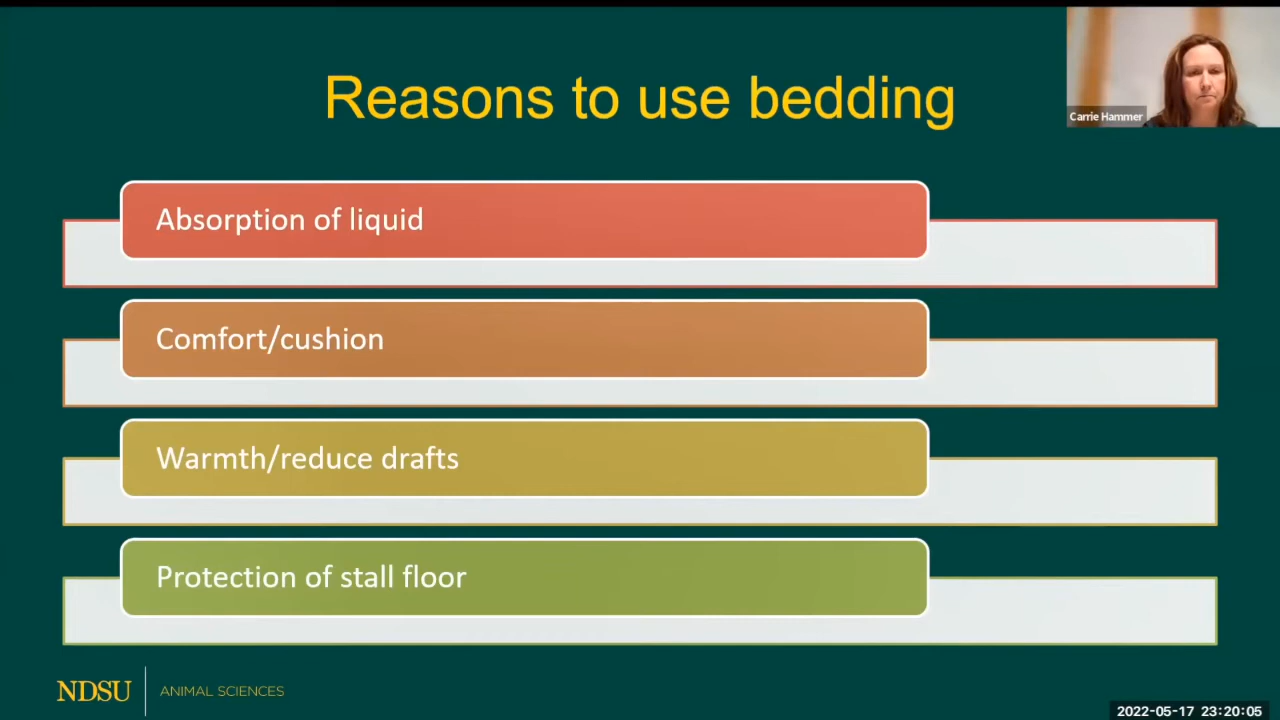 Reasons to use bedding
Carrie Hammer
Absorption of liquid
Comfort/cushion
Warmth/reduce drafts
Protection of stall floor
NDSU
ANIMAL SCIENCES
2022-05-17 23:20:05